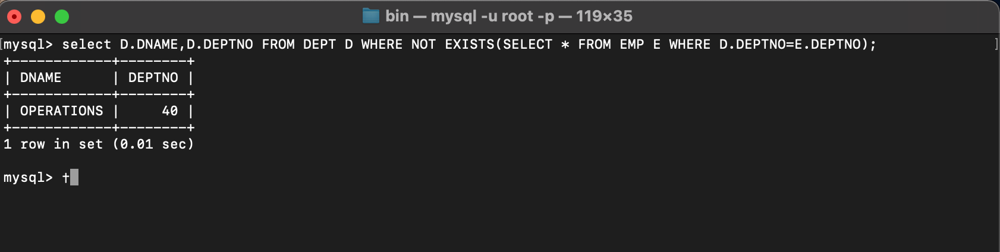 bin — mysql -u root -p — 119×35
mysql> select D.DNAME,D.DEPTNO FROM DEPT D WHERE NOT EXISTS(SELECT * FROM EMP E WHERE D.DEPTNO=E.DEPTNO);
+------------+--------+
| DNAME      | DEPTNO |
+------------+--------+
| OPERATIONS |     40 |
+------------+--------+
1 row in set (0.01 sec)
mysql> †